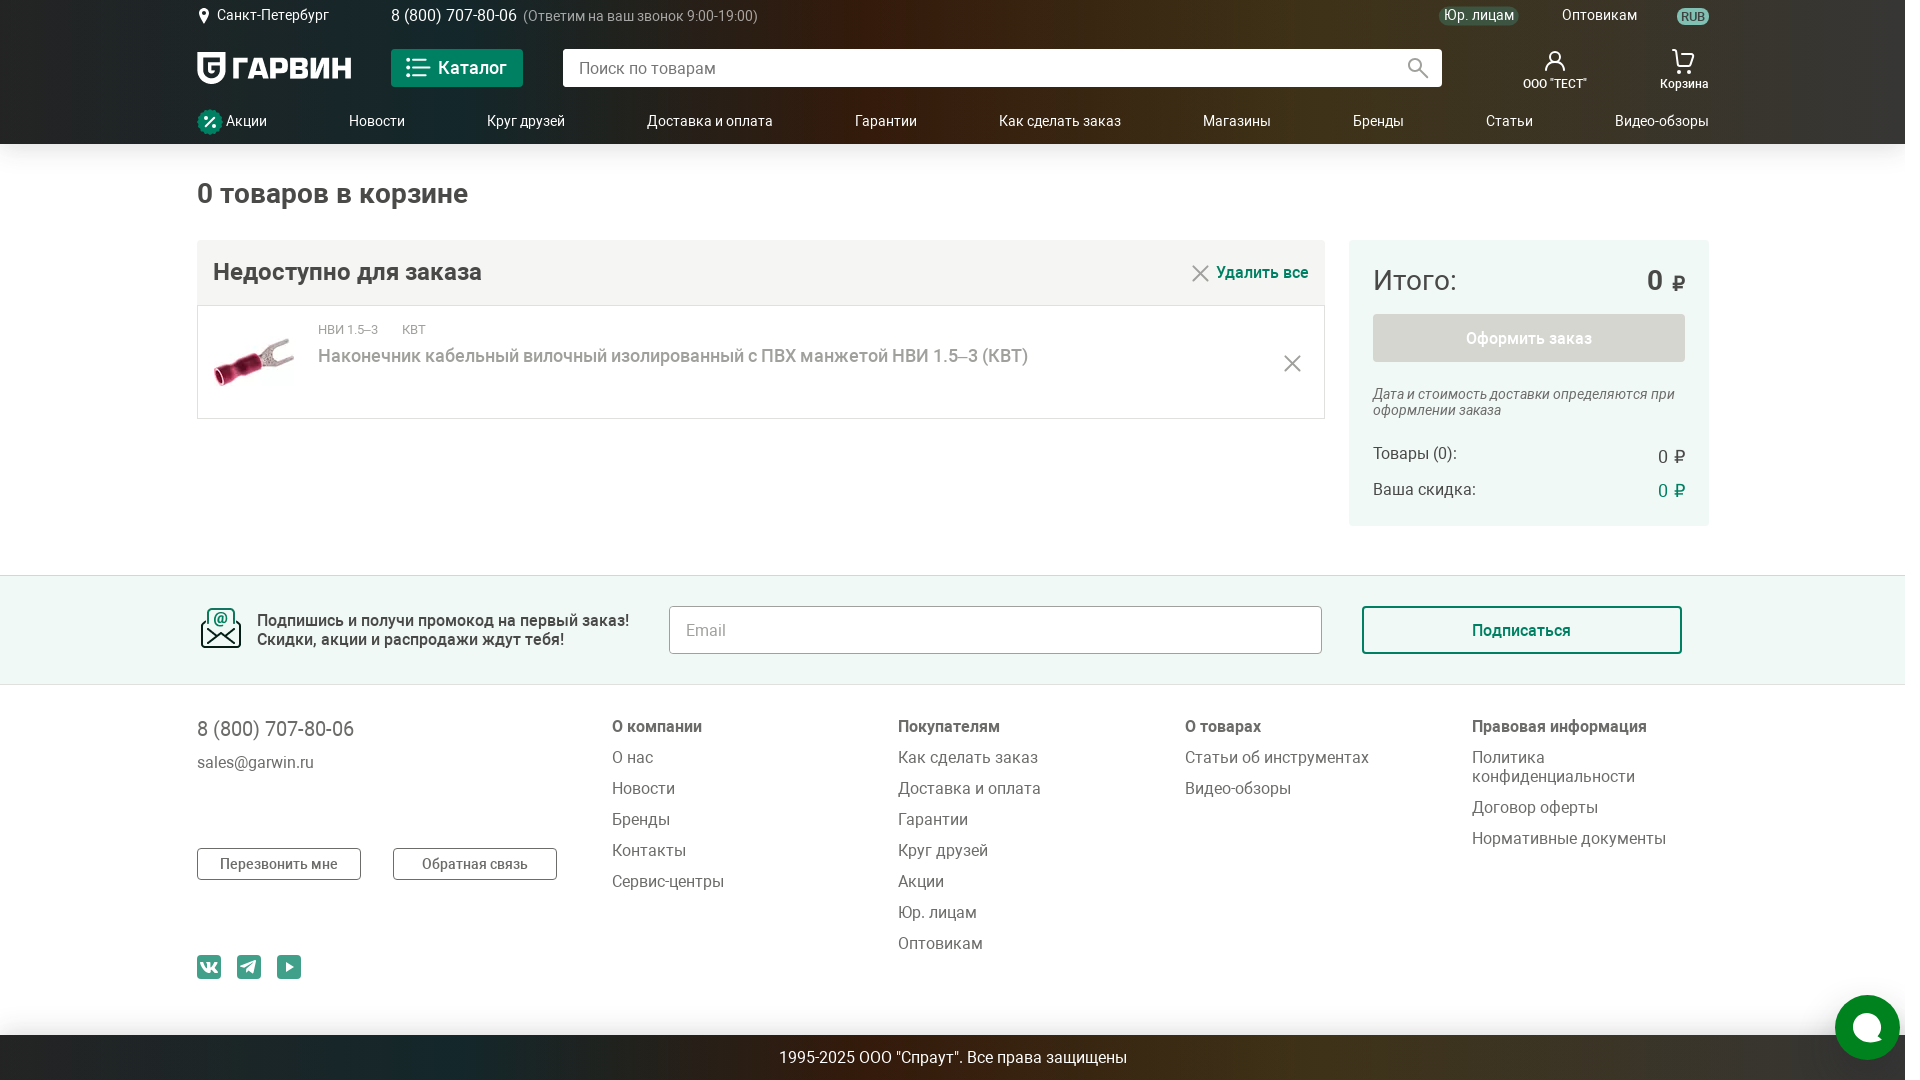 Санкт-Петербург
8 (800) 707-80-06 (Ответим на ваш звонок 9:00-19:00)
Юр. лицам
Оптовикам
RUB
ГАРВИН
Каталог
Поиск по товарам
ООО "ТЕСТ"
Корзина
Акции
Новости
Круг друзей
Доставка и оплата
Гарантии
Как сделать заказ
Магазины
Бренды
Статьи
Видео-обзоры
0 товаров в корзине
Недоступно для заказа
Удалить все
НВИ 1.5–3 КВТ
Наконечник кабельный вилочный изолированный с ПВХ манжетой НВИ 1.5–3 (КВТ)
Итого: 0 ₽
Оформить заказ
Дата и стоимость доставки определяются при
оформлении заказа
Товары (0): 0 ₽
Ваша скидка: 0 ₽
Подпишись и получи промокод на первый заказ!
Скидки, акции и распродажи ждут тебя!
Email
Подписаться
8 (800) 707-80-06
sales@garwin.ru
Перезвонить мне
Обратная связь
О компании
О нас
Новости
Бренды
Контакты
Сервис-центры
Покупателям
Как сделать заказ
Доставка и оплата
Гарантии
Круг друзей
Акции
Юр. лицам
Оптовикам
О товарах
Статьи об инструментах
Видео-обзоры
Правовая информация
Политика
конфиденциальности
Договор оферты
Нормативные документы
1995-2025 ООО "Спраут". Все права защищены